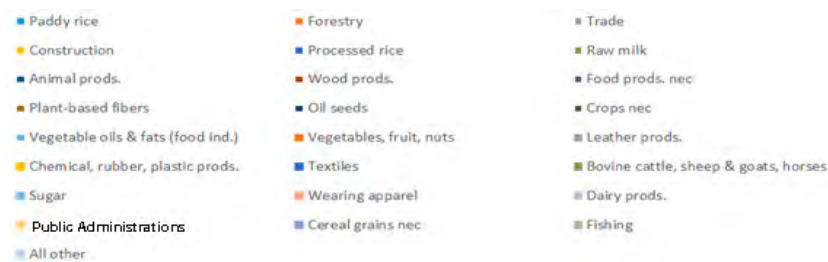 Paddy rice Forestry Trade
Construction Processed rice Raw milk
Animal prods. Wood prods. Food prods. nec
Plant-based fibers Oil seeds Crops nec
Vegetable oils & fats (food ind.) Vegetables, fruit, nuts Leather prods.
Chemical, rubber, plastic prods. Textiles Bovine cattle, sheep & goats, horses
Sugar Wearing apparel Dairy prods.
Public Administrations Cereal grains nec Fishing
All other